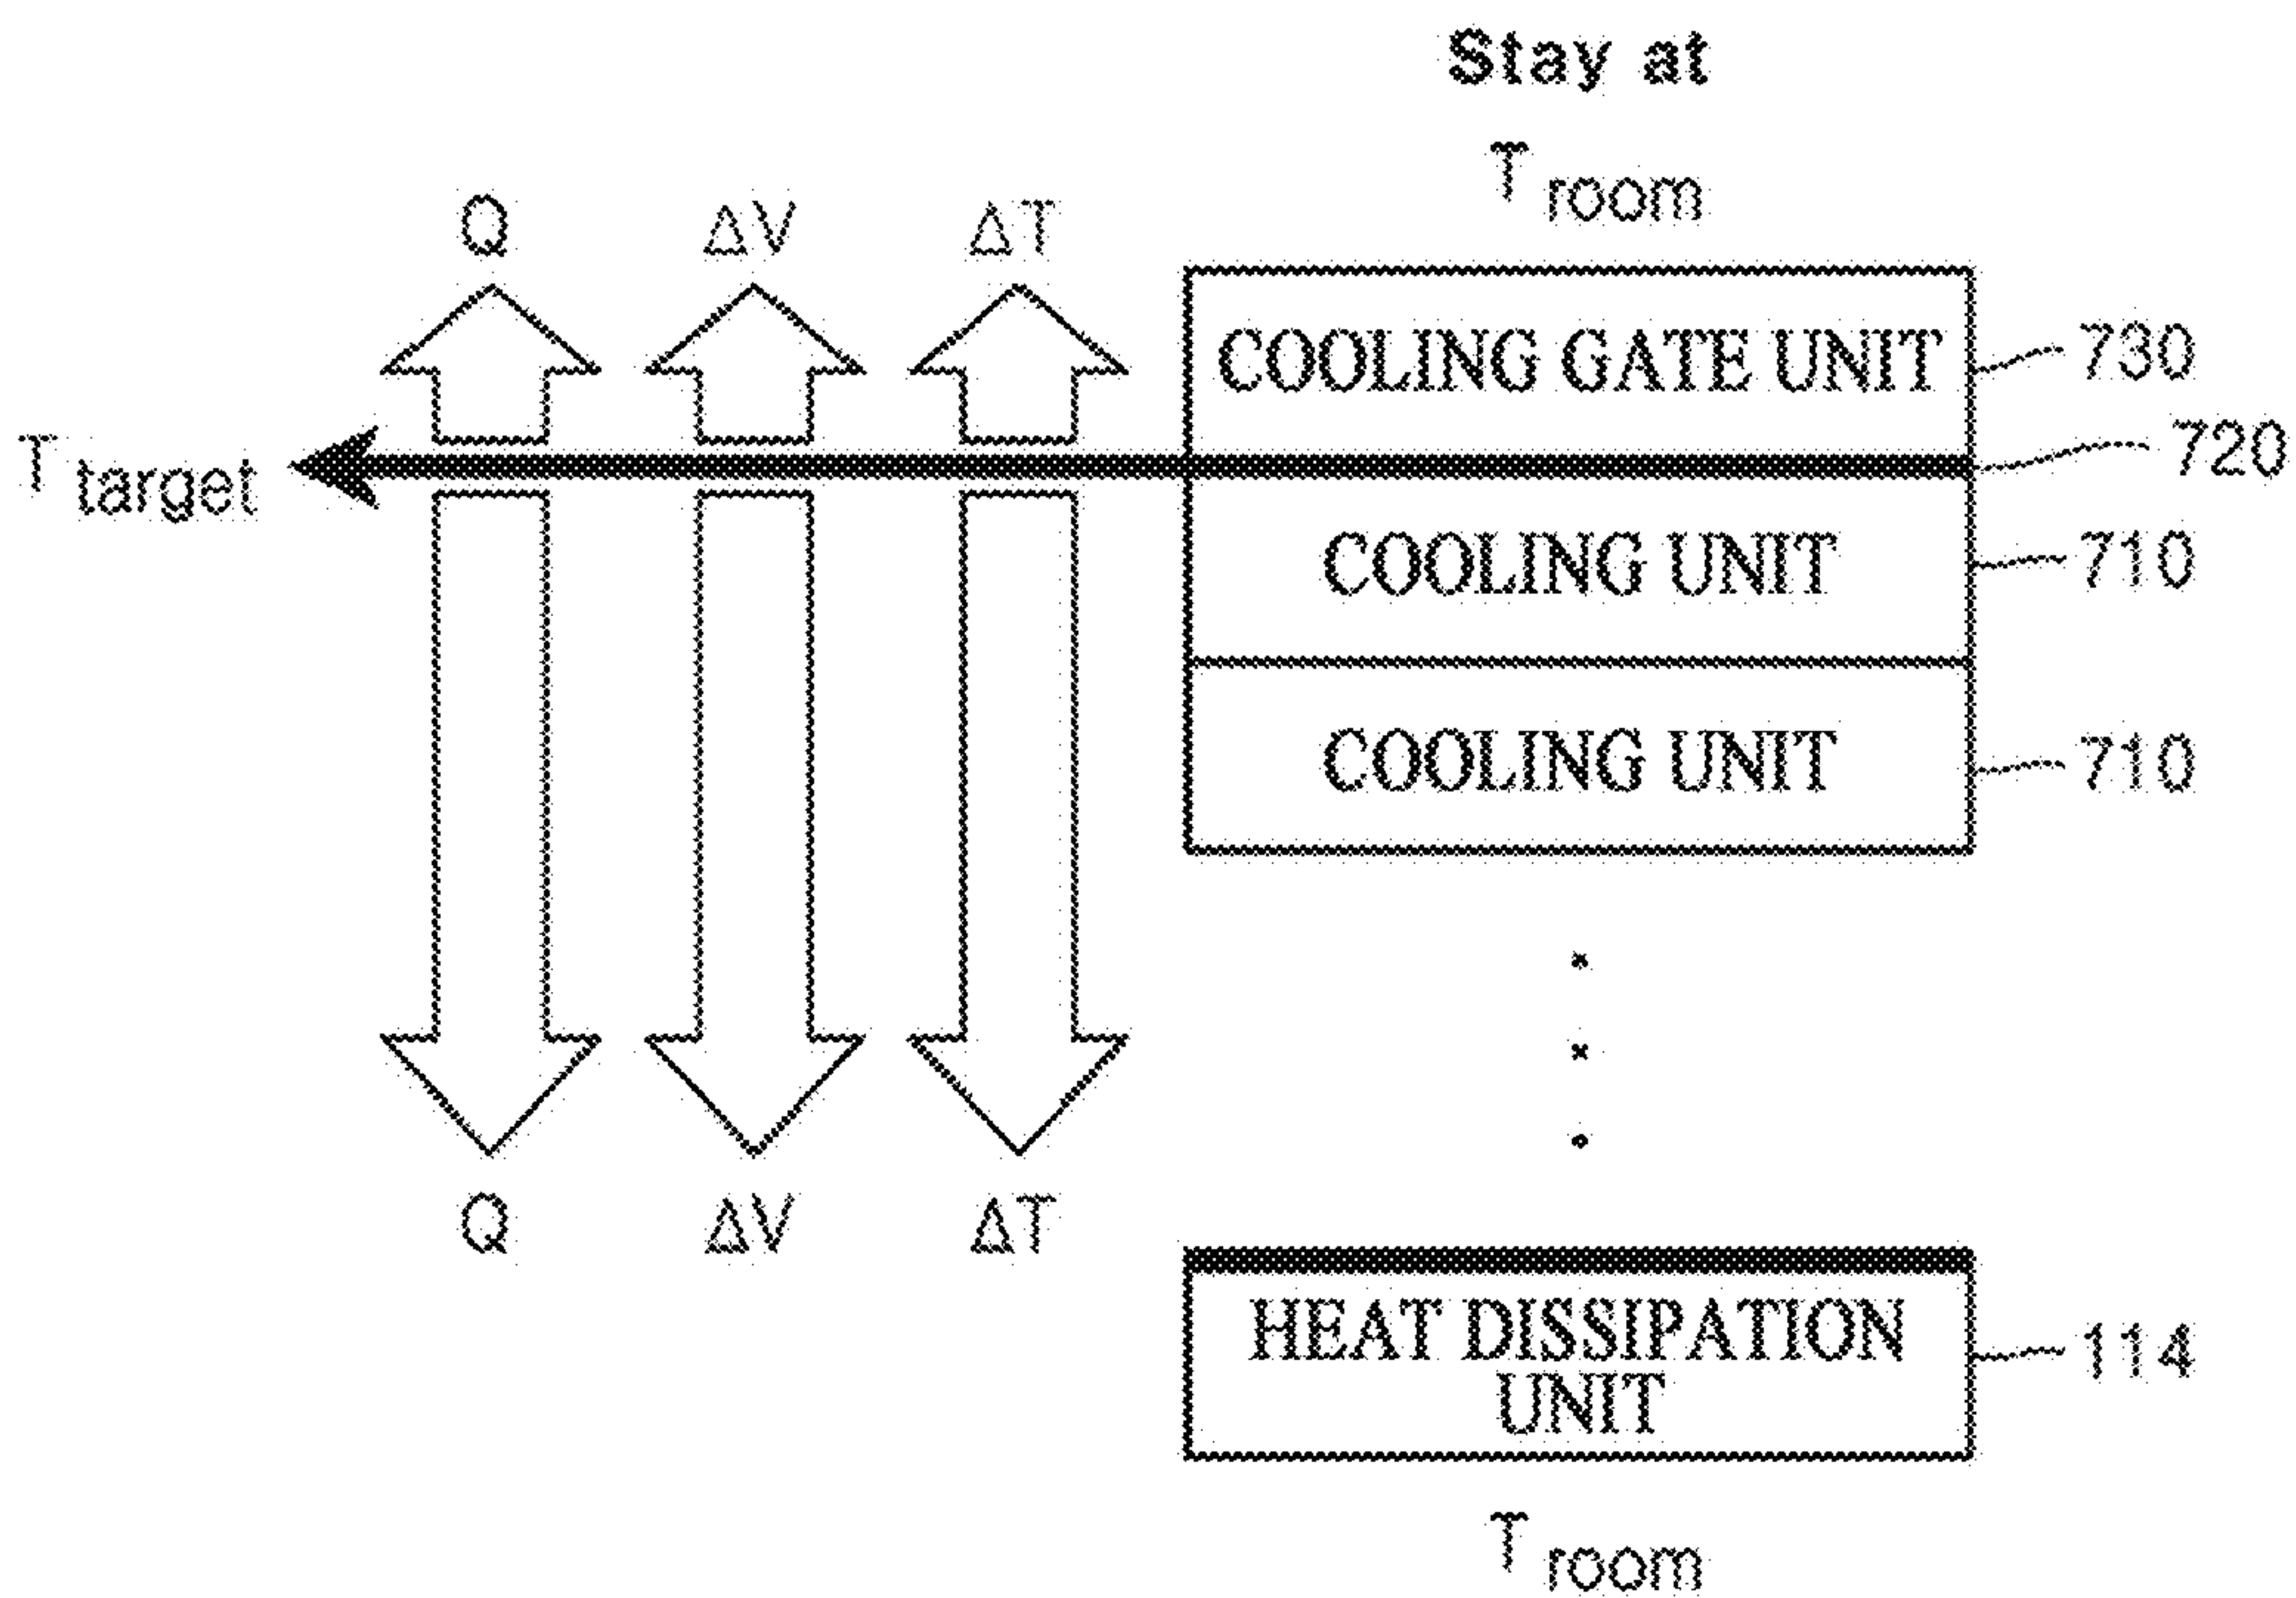 Stay at
T room
Q ΔV ΔT
COOLING GATE UNIT 730
T target 720
COOLING UNIT 710
COOLING UNIT 710
Q ΔV ΔT
HEAT DISSIPATION
UNIT 114
T room